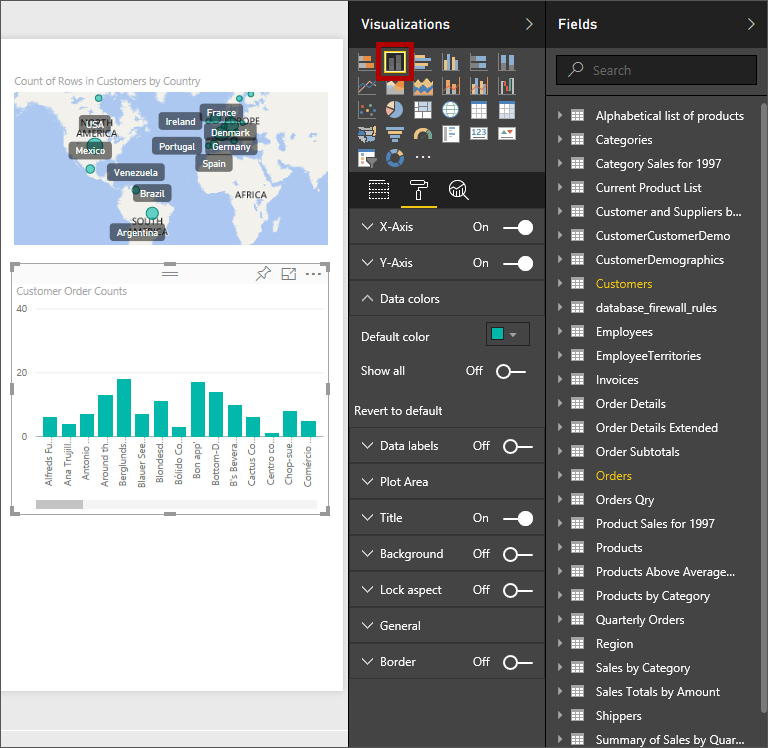 Visualizations
Fields
Search
Count of Rows in Customers by Country
USA
NORTH
AMERICA
Mexico
Ireland
France
EUROPE
Denmark
Portugal
Germany
Spain
Venezuela
Brazil
AFRICA
SOUTH
AMERICA
Argentina
Customer Order Counts
40
20
0
Alfreds Fu...
Ana Trujill...
Antonio ...
Around th...
Berglunds...
Blauer See...
Blondesd...
Bólido Co...
Bon app'
Bottom-D...
B's Bevera...
Cactus Co...
Centro co...
Chop-sue...
Comércio ...
123
X-Axis On
Y-Axis On
Data colors
Default color
Show all Off
Revert to default
Data labels Off
Plot Area
Title On
Background Off
Lock aspect Off
General
Border Off
Alphabetical list of products
Categories
Category Sales for 1997
Current Product List
Customer and Suppliers b...
CustomerCustomerDemo
CustomerDemographics
Customers
database_firewall_rules
Employees
EmployeeTerritories
Invoices
Order Details
Order Details Extended
Order Subtotals
Orders
Orders Qry
Product Sales for 1997
Products
Products Above Average...
Products by Category
Quarterly Orders
Region
Sales by Category
Sales Totals by Amount
Shippers
Summary of Sales by Quar...